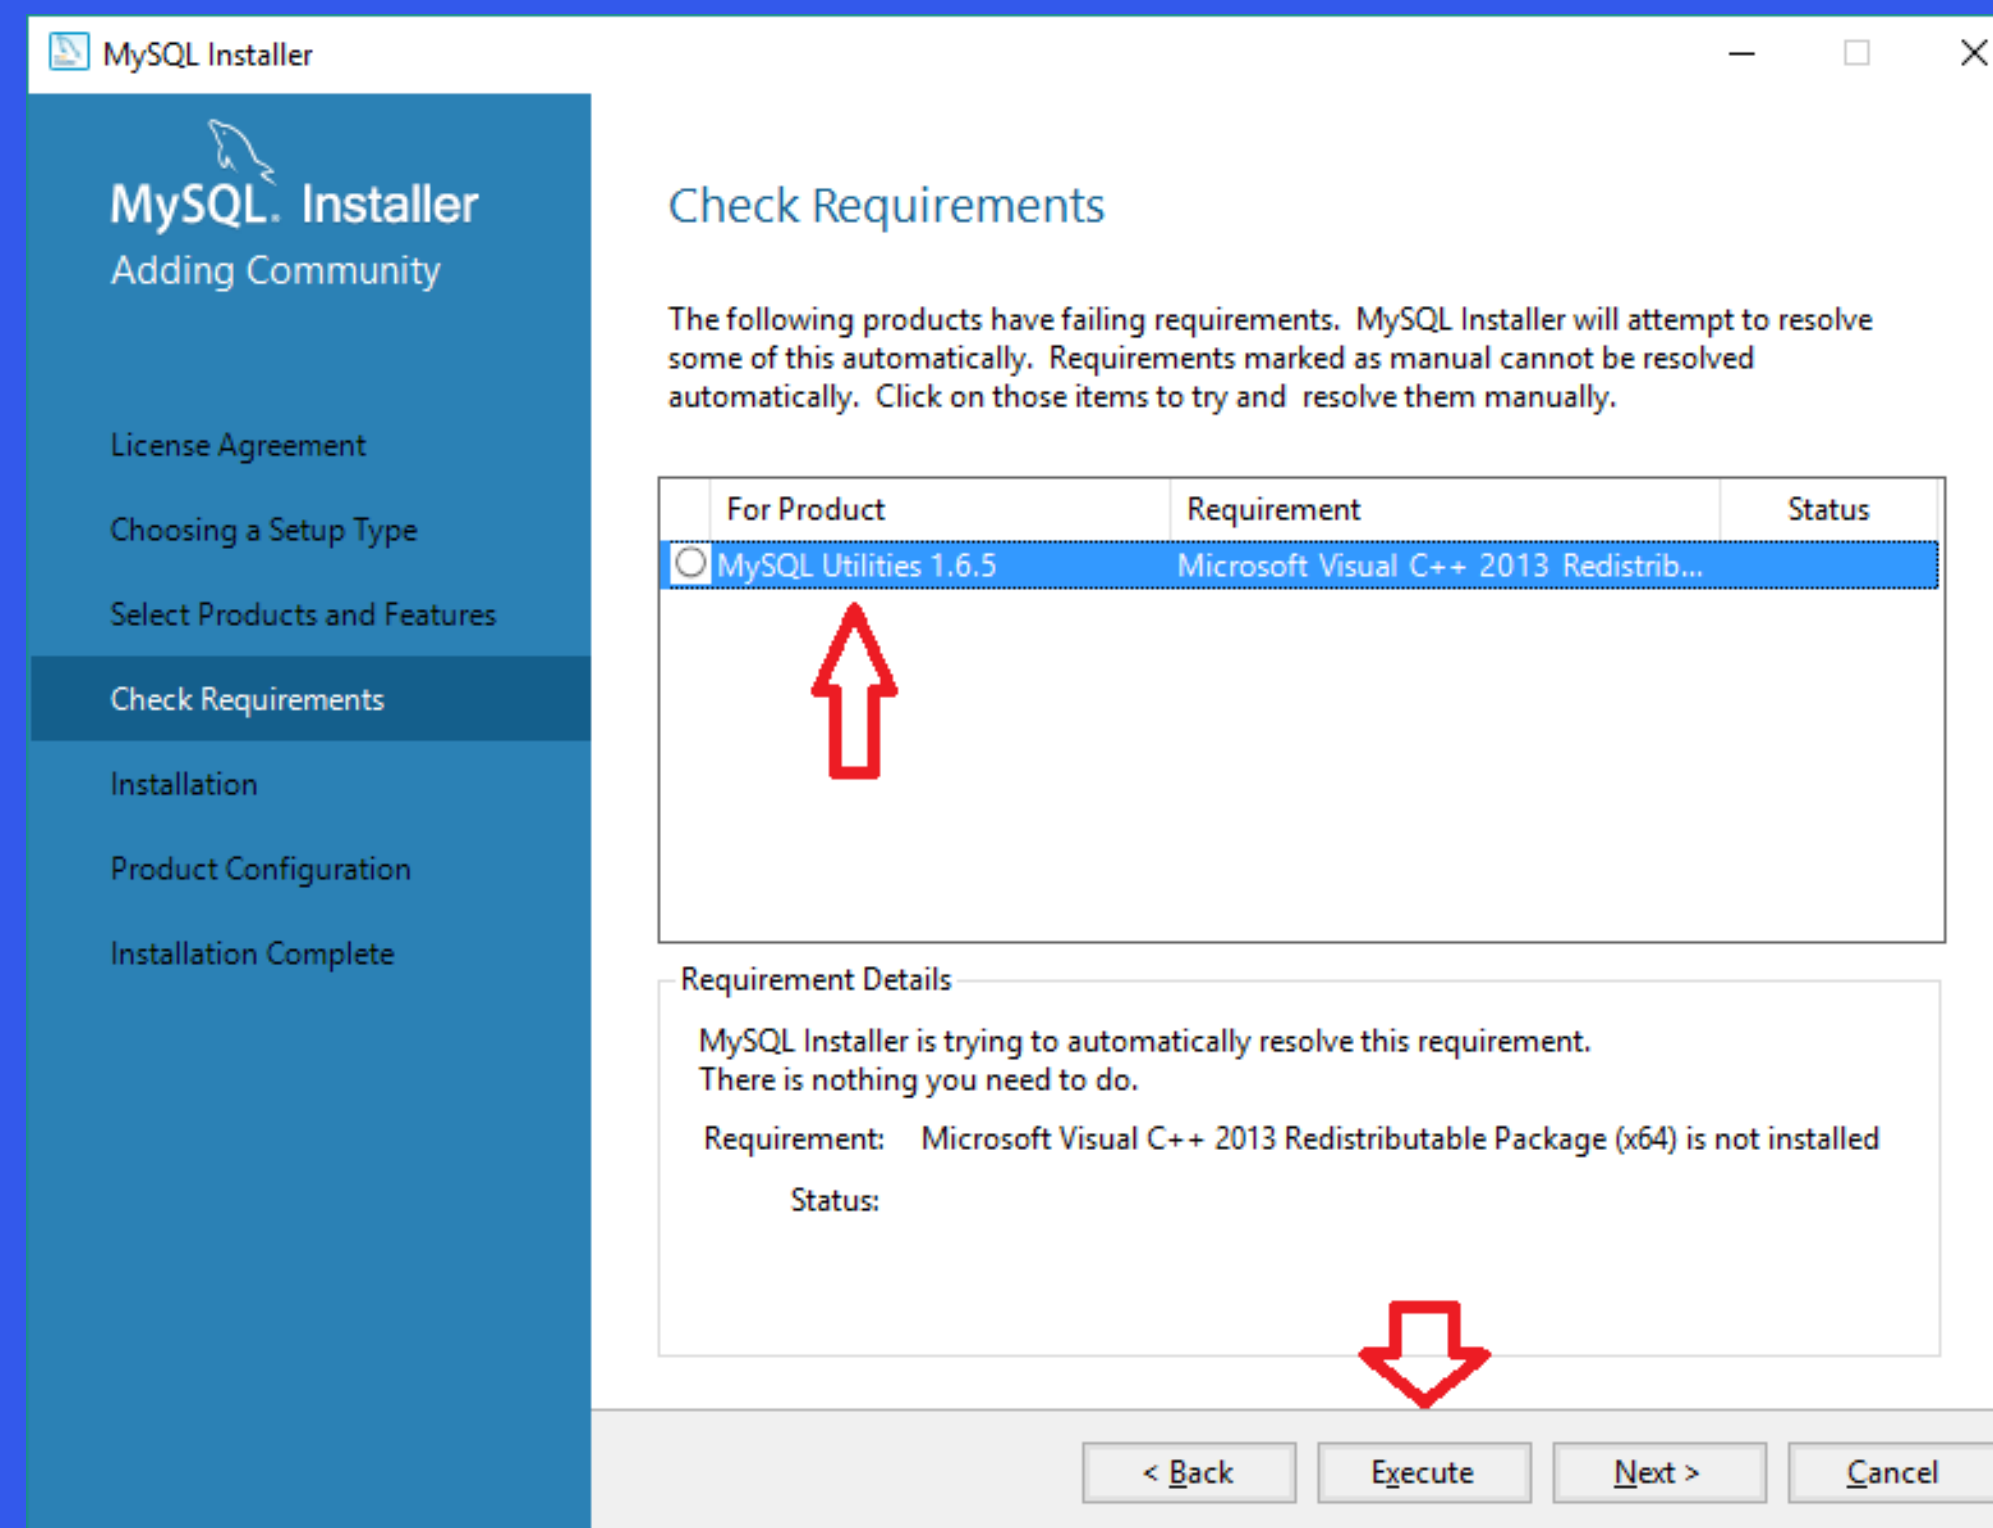 MySQL Installer
MySQL. Installer
Adding Community
License Agreement
Choosing a Setup Type
Select Products and Features
Check Requirements
Installation
Product Configuration
Installation Complete
Check Requirements
The following products have failing requirements.  MySQL Installer will attempt to resolve
some of this automatically.  Requirements marked as manual cannot be resolved
automatically.  Click on those items to try and  resolve them manually.
For Product Requirement Status
MySQL Utilities 1.6.5 Microsoft Visual C++ 2013 Redistrib...
Requirement Details
MySQL Installer is trying to automatically resolve this requirement.
There is nothing you need to do.
Requirement: Microsoft Visual C++ 2013 Redistributable Package (x64) is not installed
Status:
< Back Execute Next > Cancel